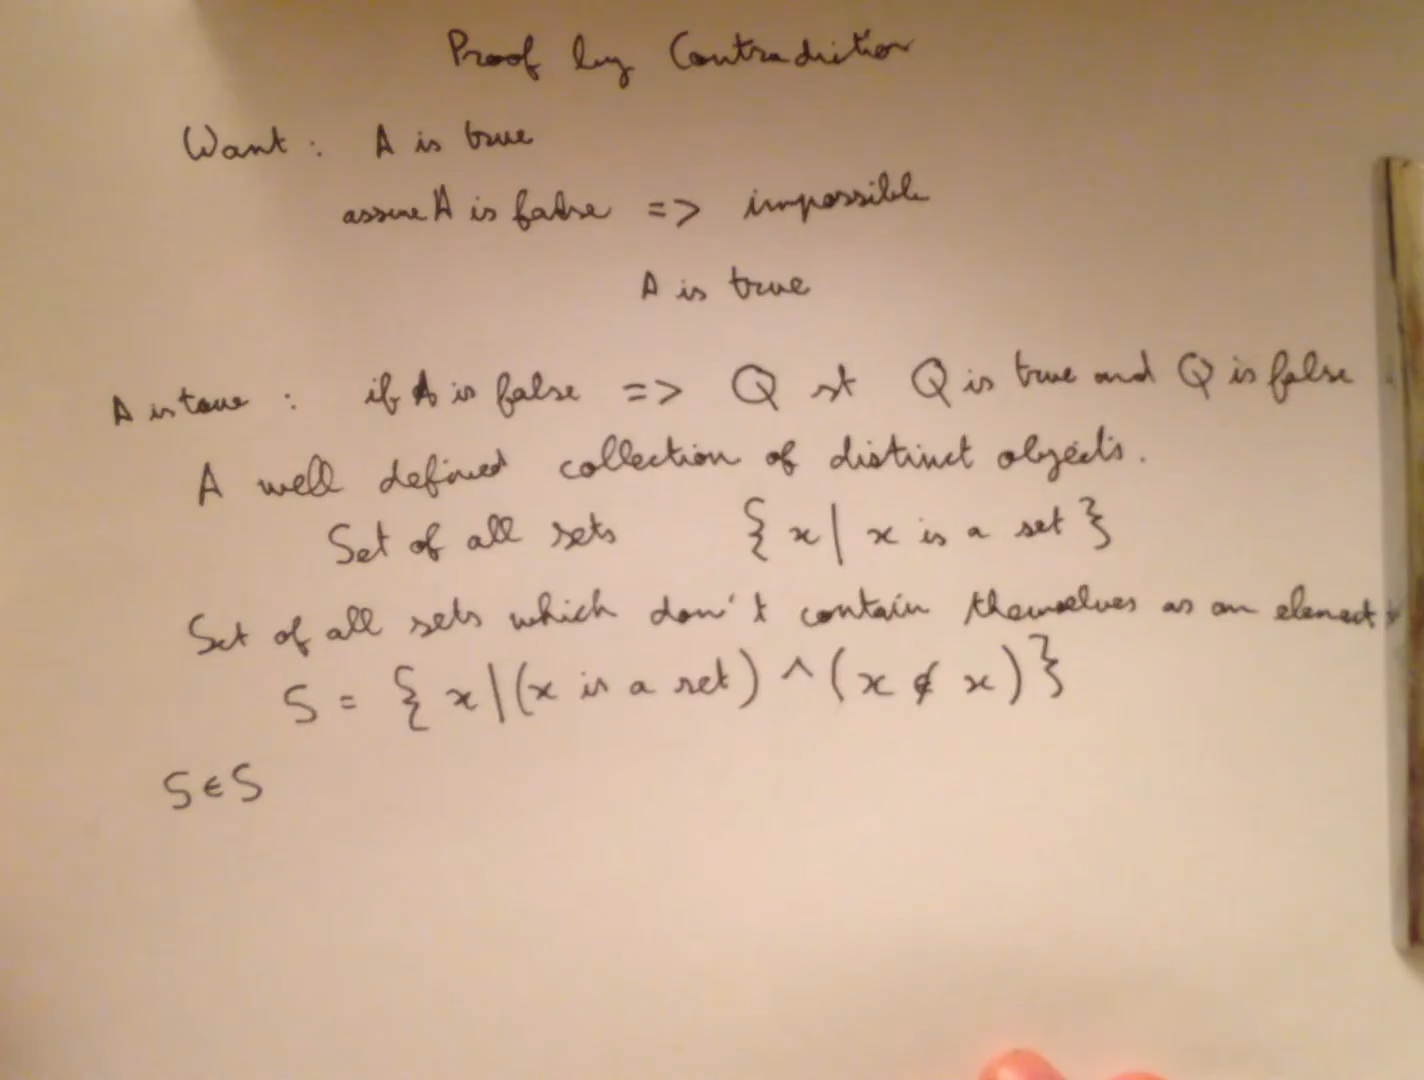 Proof by Contradiction
Want : A is true
assume A is false => impossible
A is true
A is true : if A is false => Q st Q is true and Q is false
A well defined collection of distinct objects.
Set of all sets { x | x is a set }
Set of all sets which don't contain themselves as an element
S = { x | (x is a set) ∧ (x ∉ x) }
S ∈ S